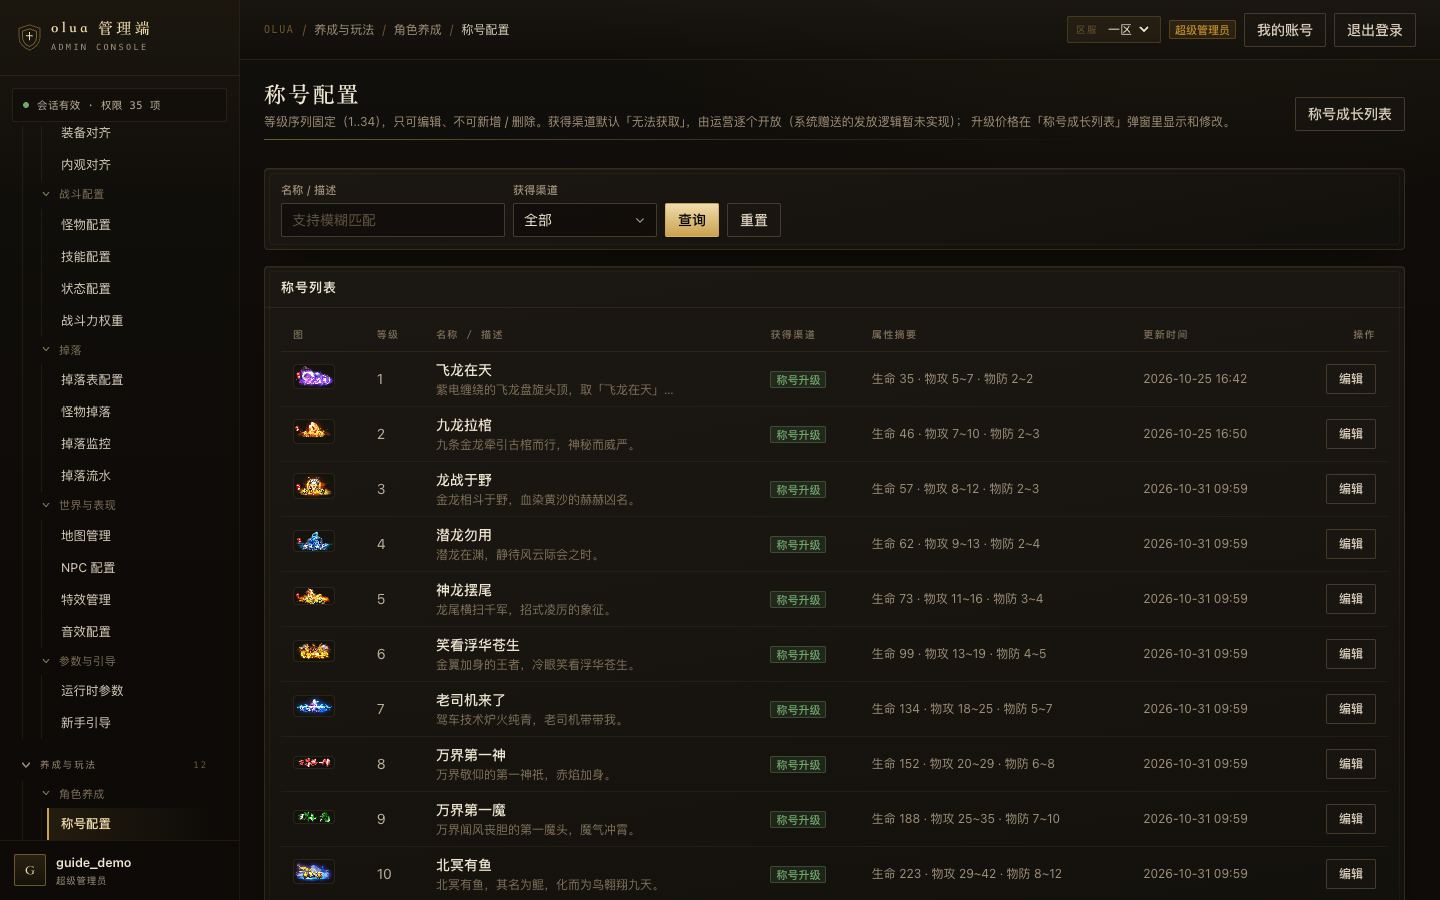 olua 管理端
ADMIN CONSOLE
会话有效 · 权限 35 项
装备对齐
内观对齐
战斗配置
怪物配置
技能配置
状态配置
战斗力权重
掉落
掉落表配置
怪物掉落
掉落监控
掉落流水
世界与表现
地图管理
NPC 配置
特效管理
音效配置
参数与引导
运行时参数
新手引导
养成与玩法 12
角色养成
称号配置
G
guide_demo
超级管理员
OLUA / 养成与玩法 / 角色养成 / 称号配置
区服 一区
超级管理员
我的账号
退出登录
称号配置
等级序列固定（1..34），只可编辑、不可新增 / 删除。获得渠道默认「无法获取」，由运营逐个开放（系统赠送的发放逻辑暂未实现）； 升级价格在「称号成长列表」弹窗里显示和修改。
称号成长列表
名称 / 描述
获得渠道
支持模糊匹配
全部
查询
重置
称号列表
图 等级 名称 / 描述 获得渠道 属性摘要 更新时间 操作
1 飞龙在天 称号升级 生命 35 · 物攻 5~7 · 物防 2~2 2026-10-25 16:42 编辑
紫电缠绕的飞龙盘旋头顶，取「飞龙在天」…
2 九龙拉棺 称号升级 生命 46 · 物攻 7~10 · 物防 2~3 2026-10-25 16:50 编辑
九条金龙牵引古棺而行，神秘而威严。
3 龙战于野 称号升级 生命 57 · 物攻 8~12 · 物防 2~3 2026-10-31 09:59 编辑
金龙相斗于野，血染黄沙的赫赫凶名。
4 潜龙勿用 称号升级 生命 62 · 物攻 9~13 · 物防 2~4 2026-10-31 09:59 编辑
潜龙在渊，静待风云际会之时。
5 神龙摆尾 称号升级 生命 73 · 物攻 11~16 · 物防 3~4 2026-10-31 09:59 编辑
龙尾横扫千军，招式凌厉的象征。
6 笑看浮华苍生 称号升级 生命 99 · 物攻 13~19 · 物防 4~5 2026-10-31 09:59 编辑
金翼加身的王者，冷眼笑看浮华苍生。
7 老司机来了 称号升级 生命 134 · 物攻 18~25 · 物防 5~7 2026-10-31 09:59 编辑
驾车技术炉火纯青，老司机带带我。
8 万界第一神 称号升级 生命 152 · 物攻 20~29 · 物防 6~8 2026-10-31 09:59 编辑
万界敬仰的第一神祇，赤焰加身。
9 万界第一魔 称号升级 生命 188 · 物攻 25~35 · 物防 7~10 2026-10-31 09:59 编辑
万界闻风丧胆的第一魔头，魔气冲霄。
10 北冥有鱼 称号升级 生命 223 · 物攻 29~42 · 物防 8~12 2026-10-31 09:59 编辑
北冥有鱼，其名为鲲，化而为鸟翱翔九天。